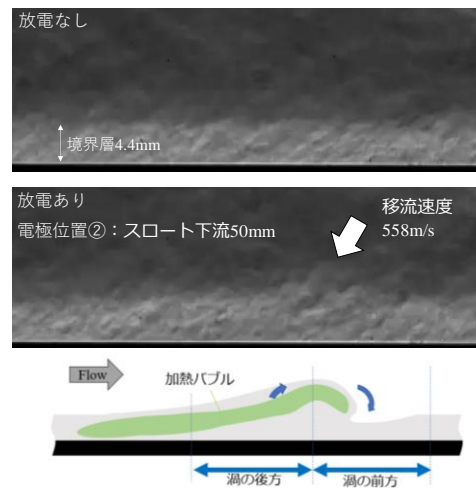 放電なし
境界層4.4mm
放電あり
電極位置②：スロート下流50mm
移流速度
558m/s
Flow
加熱バブル
渦の後方
渦の前方